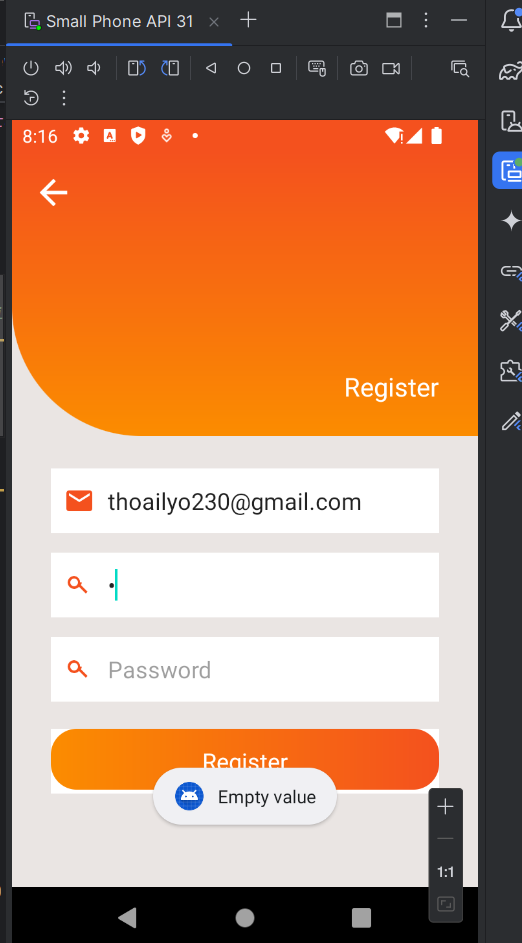 Small Phone API 31
8:16
Register
thoailyo230@gmail.com
•
Password
Register
Empty value
1:1